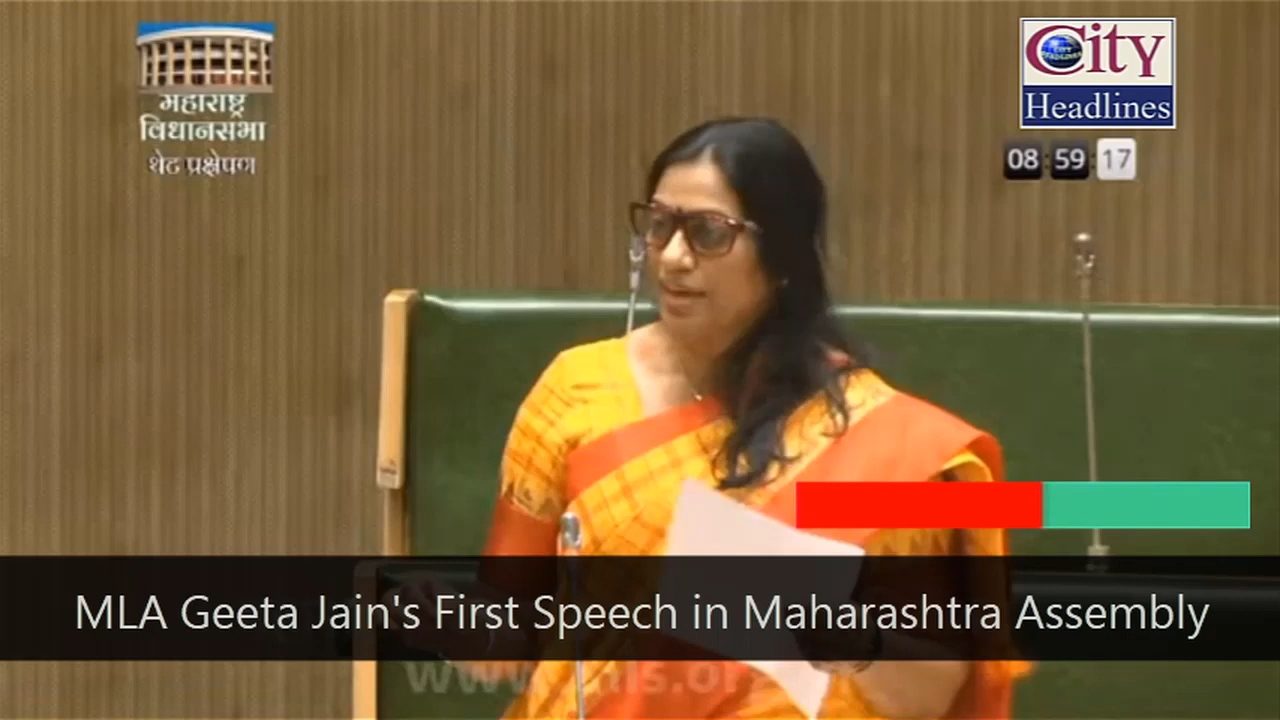 महाराष्ट्र
विधानसभा
थेट प्रक्षेपण
City
Headlines
08:59:17
MLA Geeta Jain's First Speech in Maharashtra Assembly